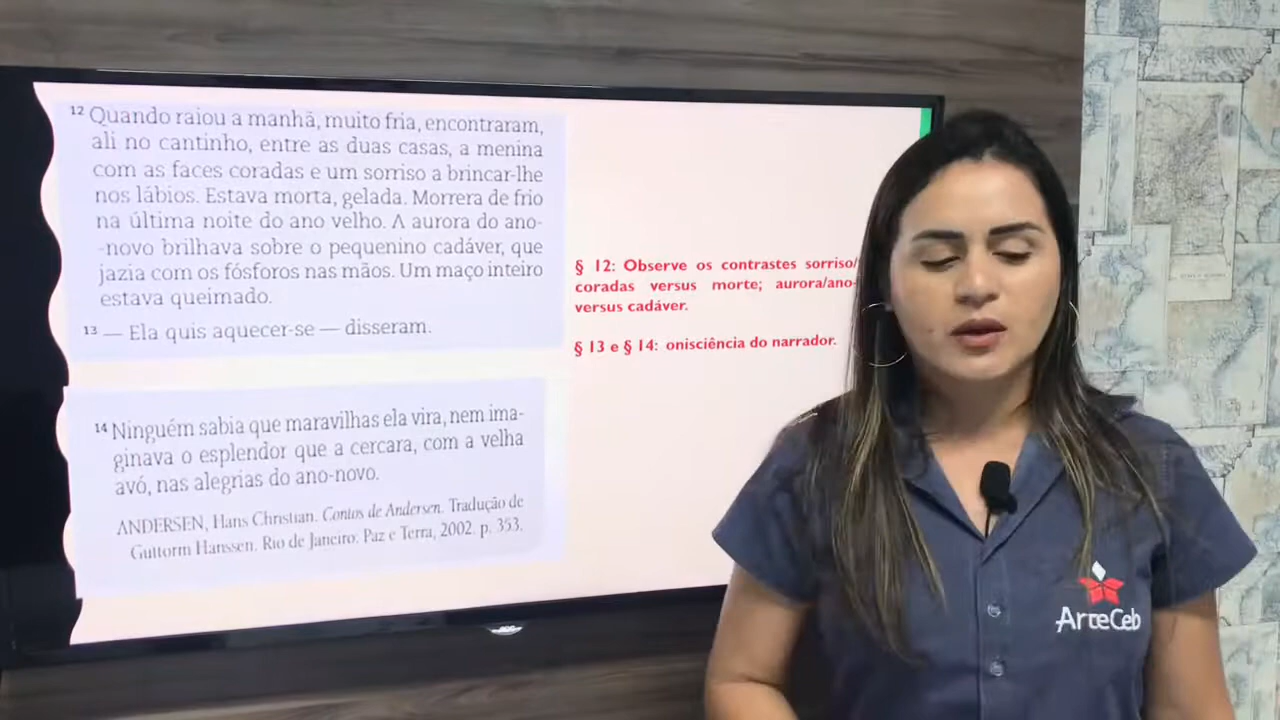 12 Quando raiou a manhã, muito fria, encontraram,
ali no cantinho, entre as duas casas, a menina
com as faces coradas e um sorriso a brincar-lhe
nos lábios. Estava morta, gelada. Morrera de frio
na última noite do ano velho. A aurora do ano-
-novo brilhava sobre o pequenino cadáver, que
jazia com os fósforos nas mãos. Um maço inteiro
estava queimado.
13 — Ela quis aquecer-se — disseram.
14 Ninguém sabia que maravilhas ela vira, nem ima-
ginava o esplendor que a cercara, com a velha
avó, nas alegrias do ano-novo.
ANDERSEN, Hans Christian. Contos de Andersen. Tradução de
Guttorm Hanssen. Rio de Janeiro: Paz e Terra, 2002. p. 353.
§ 12: Observe os contrastes sorriso/
coradas versus morte; aurora/ano-
versus cadáver.
§ 13 e § 14: onisciência do narrador.
AOC
ArteCeb